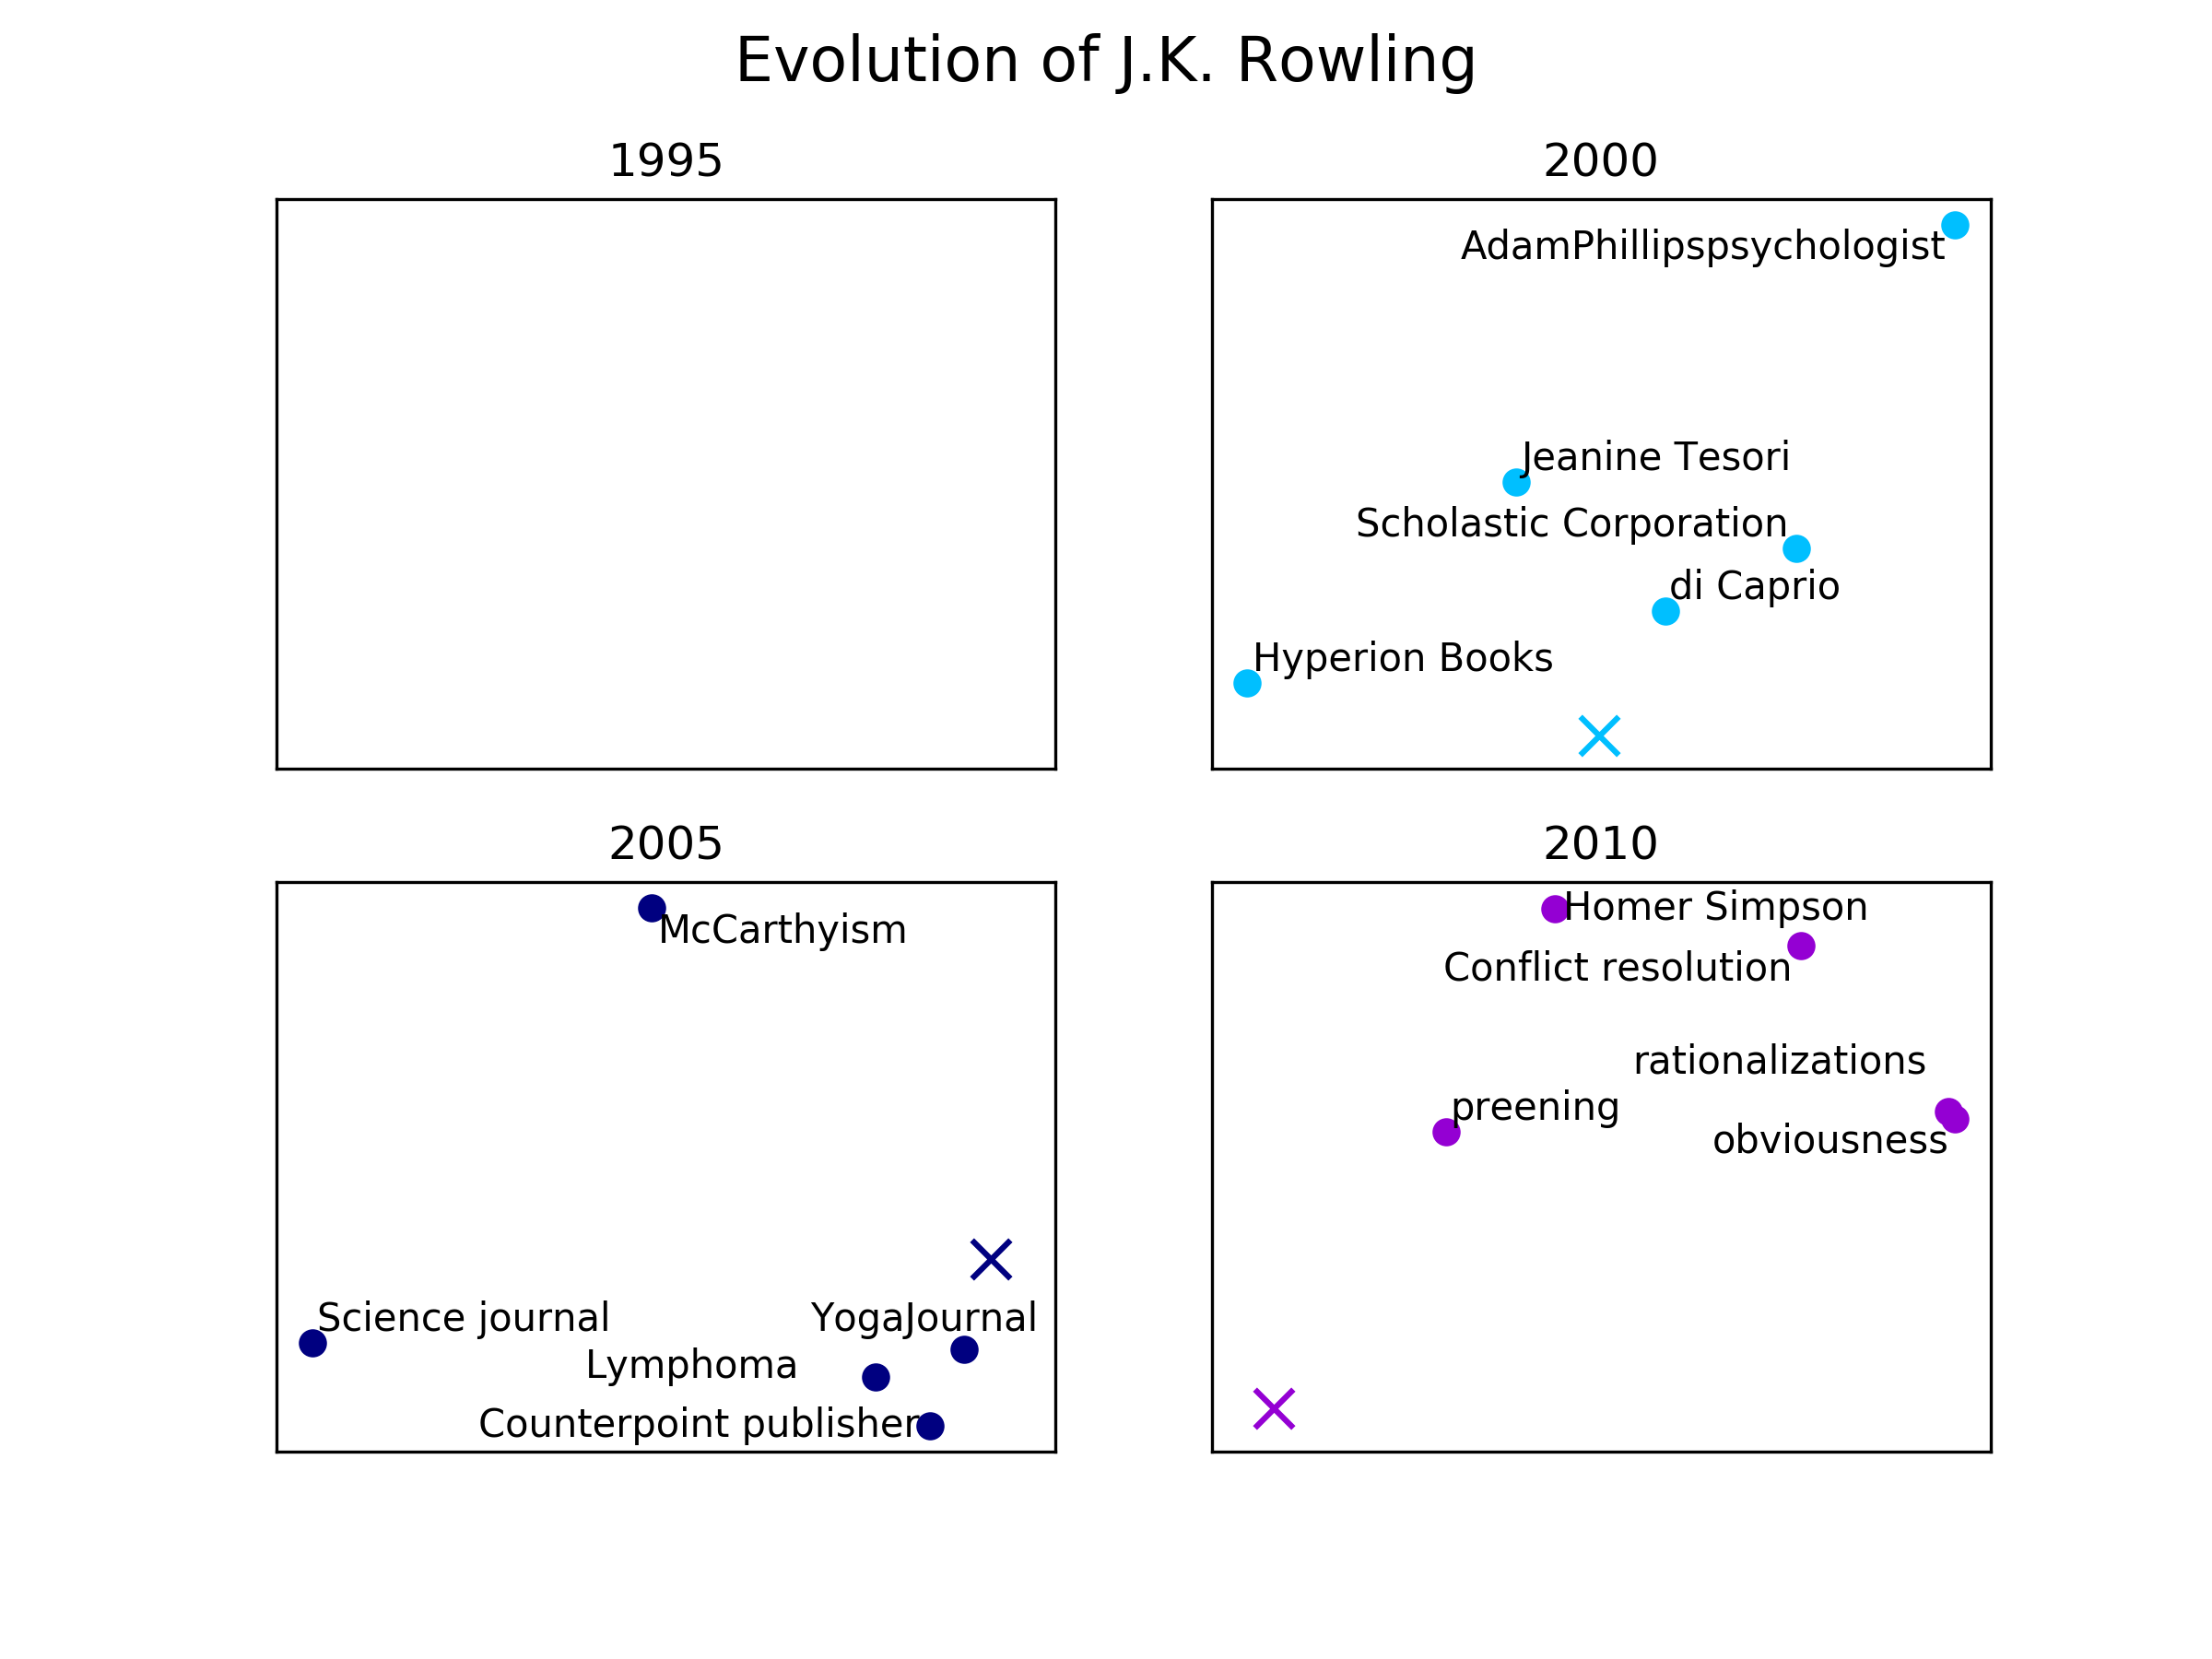 Evolution of J.K. Rowling
1995
2000
AdamPhillipspsychologist
Jeanine Tesori
Scholastic Corporation
di Caprio
Hyperion Books
2005
McCarthyism
Science journal
YogaJournal
Lymphoma
Counterpoint publisher
2010
Homer Simpson
Conflict resolution
rationalizations
preening
obviousness